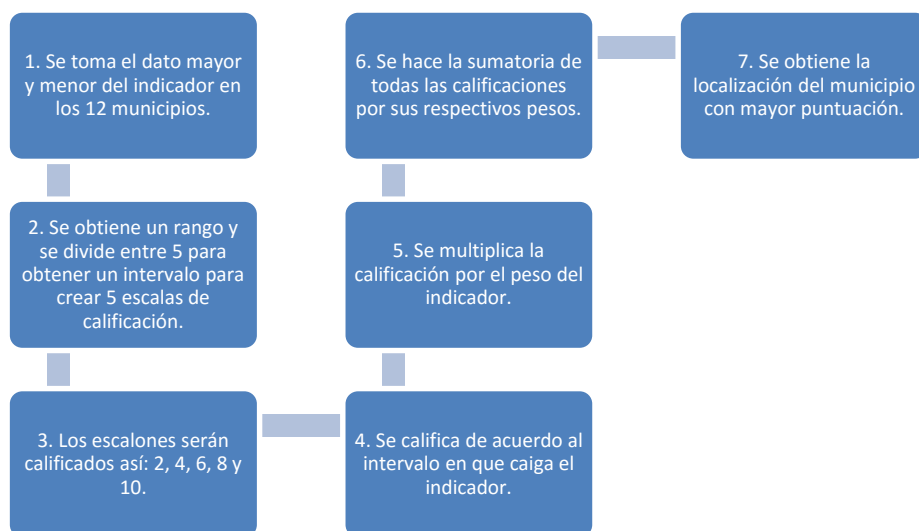 1. Se toma el dato mayor
y menor del indicador en
los 12 municipios.
2. Se obtiene un rango y
se divide entre 5 para
obtener un intervalo para
crear 5 escalas de
calificación.
3. Los escalones serán
calificados así: 2, 4, 6, 8 y
10.
4. Se califica de acuerdo al
intervalo en que caiga el
indicador.
5. Se multiplica la
calificación por el peso del
indicador.
6. Se hace la sumatoria de
todas las calificaciones
por sus respectivos pesos.
7. Se obtiene la
localización del municipio
con mayor puntuación.